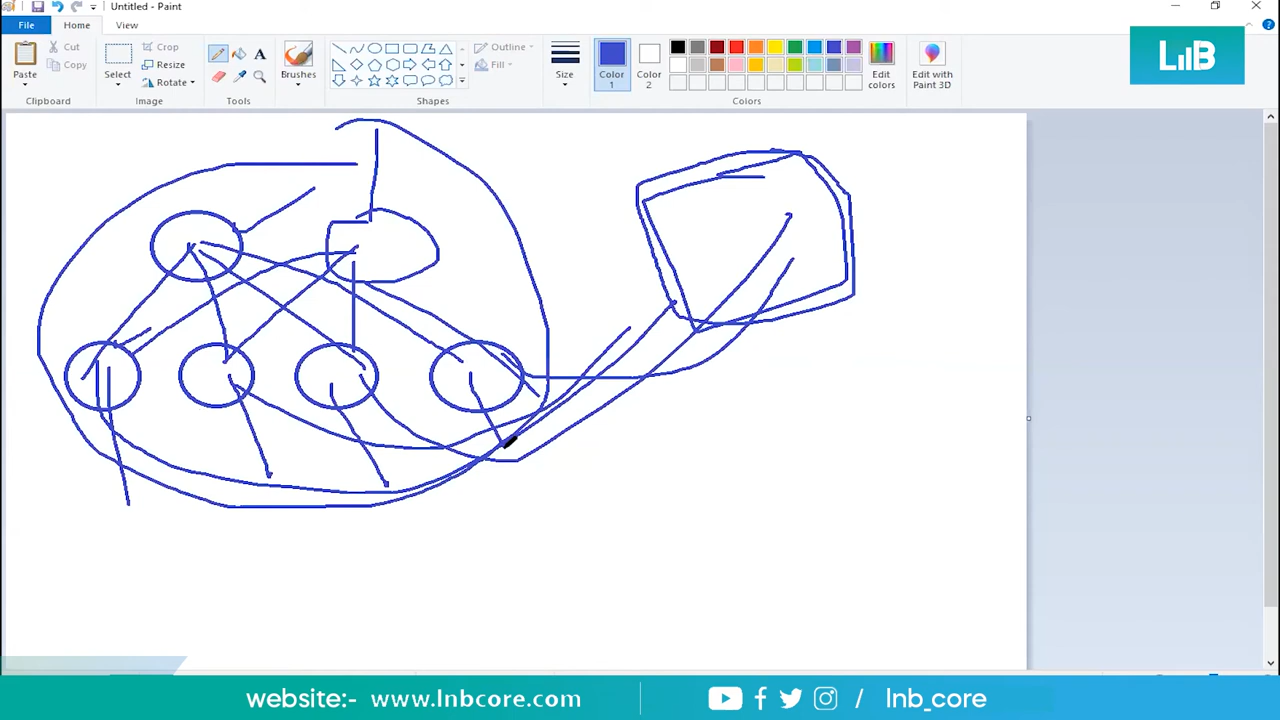 Untitled - Paint
File Home View
Paste
Cut
Copy
Clipboard
Select
Crop
Resize
Rotate
Image
Tools
Brushes
Outline
Fill
Shapes
Size
Color 1
Color 2
Edit colors
Colors
Edit with Paint 3D
LNB
website:- www.lnbcore.com
lnb_core